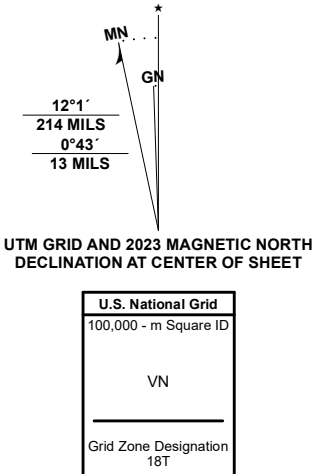 MN
GN
12°1´
214 MILS
0°43´
13 MILS
UTM GRID AND 2023 MAGNETIC NORTH
DECLINATION AT CENTER OF SHEET
U.S. National Grid
100,000 - m Square ID
VN
Grid Zone Designation
18T